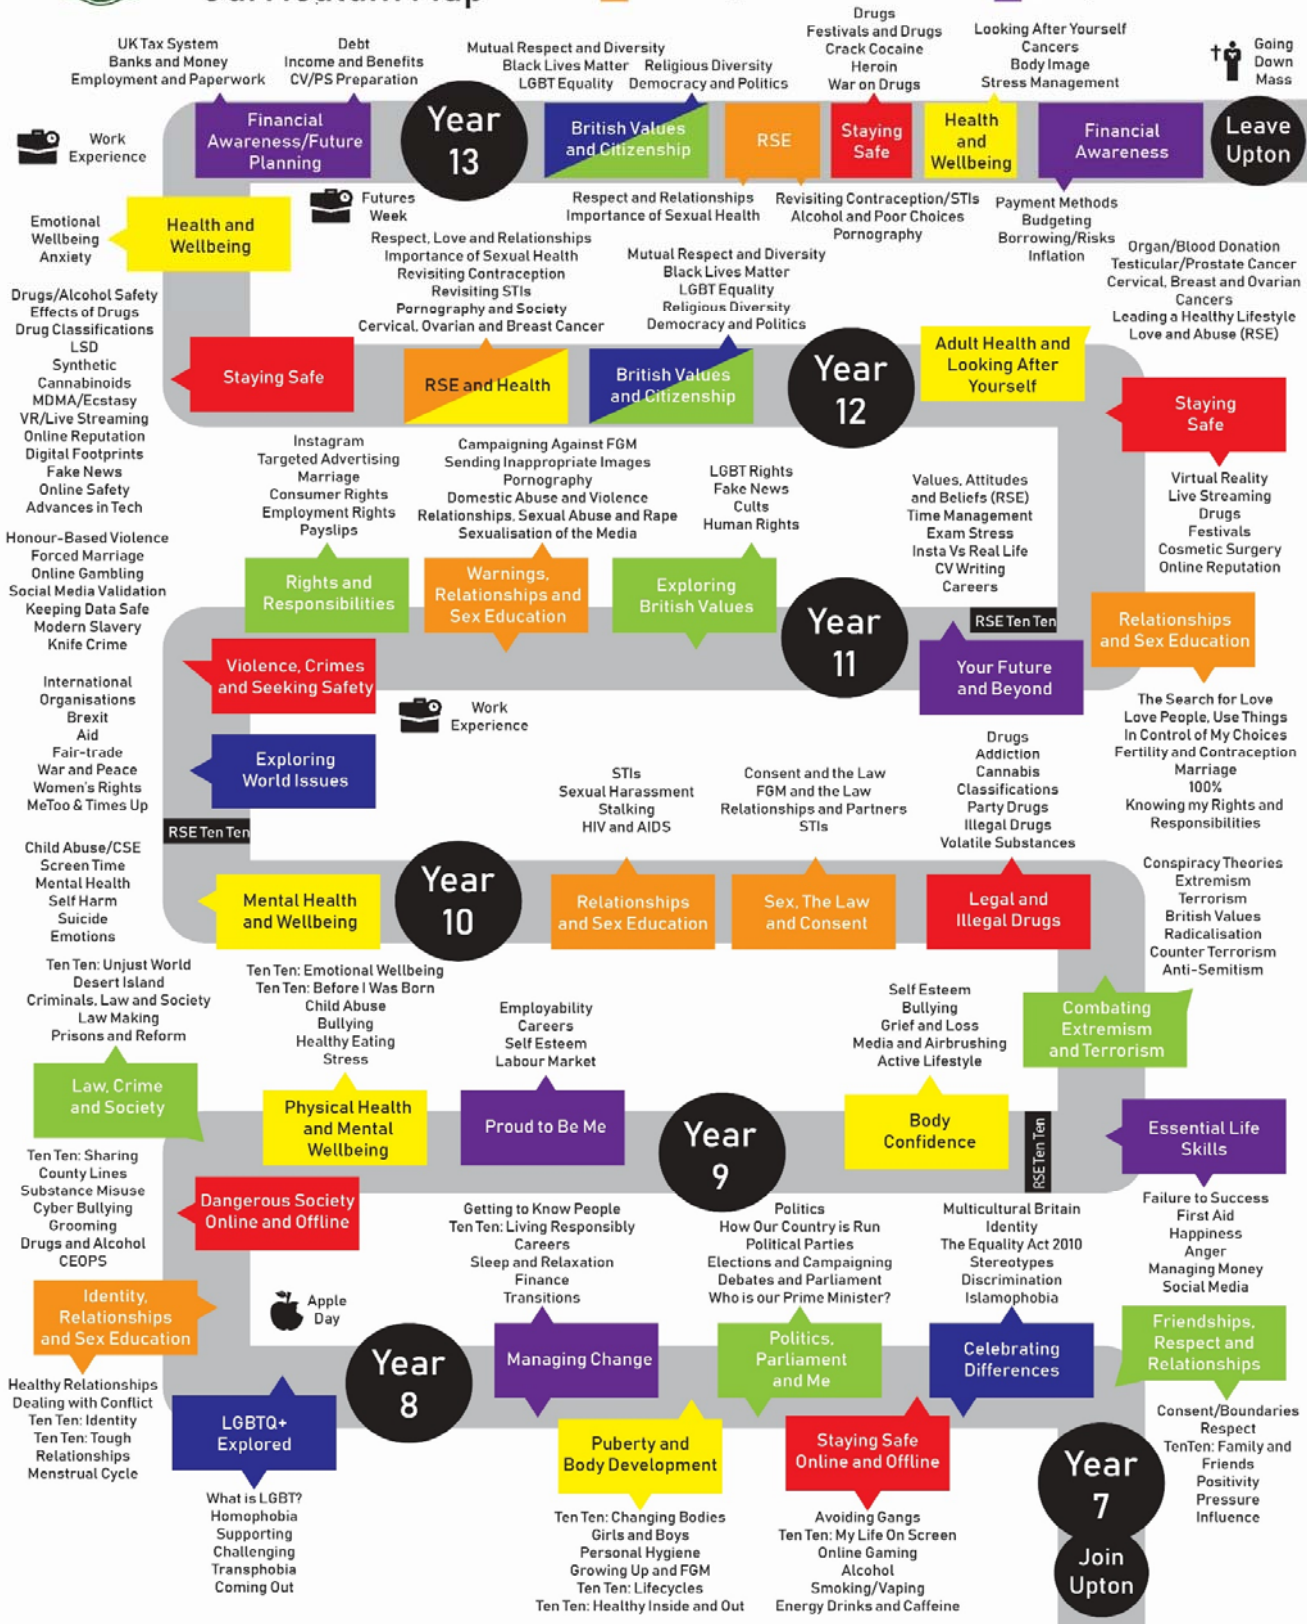 UK Tax System
Banks and Money
Employment and Paperwork
Debt
Income and Benefits
CV/PS Preparation
Mutual Respect and Diversity
Black Lives Matter
LGBT Equality
Religious Diversity
Democracy and Politics
Drugs
Festivals and Drugs
Crack Cocaine
Heroin
War on Drugs
Looking After Yourself
Cancers
Body Image
Stress Management
Going
Down
Mass
Work
Experience
Financial
Awareness/Future
Planning
Year
13
British Values
and Citizenship
RSE
Staying
Safe
Health
and
Wellbeing
Financial
Awareness
Leave
Upton
Futures
Week
Respect and Relationships
Importance of Sexual Health
Revisiting Contraception/STIs
Alcohol and Poor Choices
Pornography
Payment Methods
Budgeting
Borrowing/Risks
Inflation
Emotional
Wellbeing
Anxiety
Health and
Wellbeing
Respect, Love and Relationships
Importance of Sexual Health
Revisiting Contraception
Revisiting STIs
Pornography and Society
Cervical, Ovarian and Breast Cancer
Mutual Respect and Diversity
Black Lives Matter
LGBT Equality
Religious Diversity
Democracy and Politics
Organ/Blood Donation
Testicular/Prostate Cancer
Cervical, Breast and Ovarian
Cancers
Leading a Healthy Lifestyle
Love and Abuse (RSE)
Drugs/Alcohol Safety
Effects of Drugs
Drug Classifications
LSD
Synthetic
Cannabinoids
MDMA/Ecstasy
VR/Live Streaming
Online Reputation
Digital Footprints
Fake News
Online Safety
Advances in Tech
Staying Safe
RSE and Health
British Values
and Citizenship
Year
12
Adult Health and
Looking After
Yourself
Staying
Safe
Virtual Reality
Live Streaming
Drugs
Festivals
Cosmetic Surgery
Online Reputation
Instagram
Targeted Advertising
Marriage
Consumer Rights
Employment Rights
Payslips
Campaigning Against FGM
Sending Inappropriate Images
Pornography
Domestic Abuse and Violence
Relationships, Sexual Abuse and Rape
Sexualisation of the Media
LGBT Rights
Fake News
Cults
Human Rights
Values, Attitudes
and Beliefs (RSE)
Time Management
Exam Stress
Insta Vs Real Life
CV Writing
Careers
Honour-Based Violence
Forced Marriage
Online Gambling
Social Media Validation
Keeping Data Safe
Modern Slavery
Knife Crime
Rights and
Responsibilities
Warnings,
Relationships and
Sex Education
Exploring
British Values
Year
11
RSE Ten Ten
Your Future
and Beyond
Relationships
and Sex Education
Violence, Crimes
and Seeking Safety
Work
Experience
The Search for Love
Love People, Use Things
In Control of My Choices
Fertility and Contraception
Marriage
100%
Knowing my Rights and
Responsibilities
International
Organisations
Brexit
Aid
Fair-trade
War and Peace
Women's Rights
MeToo & Times Up
Exploring
World Issues
RSE Ten Ten
STIs
Sexual Harassment
Stalking
HIV and AIDS
Consent and the Law
FGM and the Law
Relationships and Partners
STIs
Drugs
Addiction
Cannabis
Classifications
Party Drugs
Illegal Drugs
Volatile Substances
Child Abuse/CSE
Screen Time
Mental Health
Self Harm
Suicide
Emotions
Mental Health
and Wellbeing
Year
10
Relationships
and Sex Education
Sex, The Law
and Consent
Legal and
Illegal Drugs
Conspiracy Theories
Extremism
Terrorism
British Values
Radicalisation
Counter Terrorism
Anti-Semitism
Combating
Extremism
and Terrorism
Ten Ten: Unjust World
Desert Island
Criminals, Law and Society
Law Making
Prisons and Reform
Ten Ten: Emotional Wellbeing
Ten Ten: Before I Was Born
Child Abuse
Bullying
Healthy Eating
Stress
Employability
Careers
Self Esteem
Labour Market
Self Esteem
Bullying
Grief and Loss
Media and Airbrushing
Active Lifestyle
Law, Crime
and Society
Physical Health
and Mental
Wellbeing
Proud to Be Me
Year
9
Body
Confidence
RSE Ten Ten
Essential Life
Skills
Ten Ten: Sharing
County Lines
Substance Misuse
Cyber Bullying
Grooming
Drugs and Alcohol
CEOPS
Dangerous Society
Online and Offline
Getting to Know People
Ten Ten: Living Responsibly
Careers
Sleep and Relaxation
Finance
Transitions
Politics
How Our Country is Run
Political Parties
Elections and Campaigning
Debates and Parliament
Who is our Prime Minister?
Multicultural Britain
Identity
The Equality Act 2010
Stereotypes
Discrimination
Islamophobia
Failure to Success
First Aid
Happiness
Anger
Managing Money
Social Media
Identity,
Relationships
and Sex Education
Apple
Day
Year
8
Managing Change
Politics,
Parliament
and Me
Celebrating
Differences
Friendships,
Respect and
Relationships
Healthy Relationships
Dealing with Conflict
Ten Ten: Identity
Ten Ten: Tough
Relationships
Menstrual Cycle
LGBTQ+
Explored
Puberty and
Body Development
Staying Safe
Online and Offline
Year
7
Consent/Boundaries
Respect
TenTen: Family and
Friends
Positivity
Pressure
Influence
What is LGBT?
Homophobia
Supporting
Challenging
Transphobia
Coming Out
Ten Ten: Changing Bodies
Girls and Boys
Personal Hygiene
Growing Up and FGM
Ten Ten: Lifecycles
Ten Ten: Healthy Inside and Out
Avoiding Gangs
Ten Ten: My Life On Screen
Online Gaming
Alcohol
Smoking/Vaping
Energy Drinks and Caffeine
Join
Upton